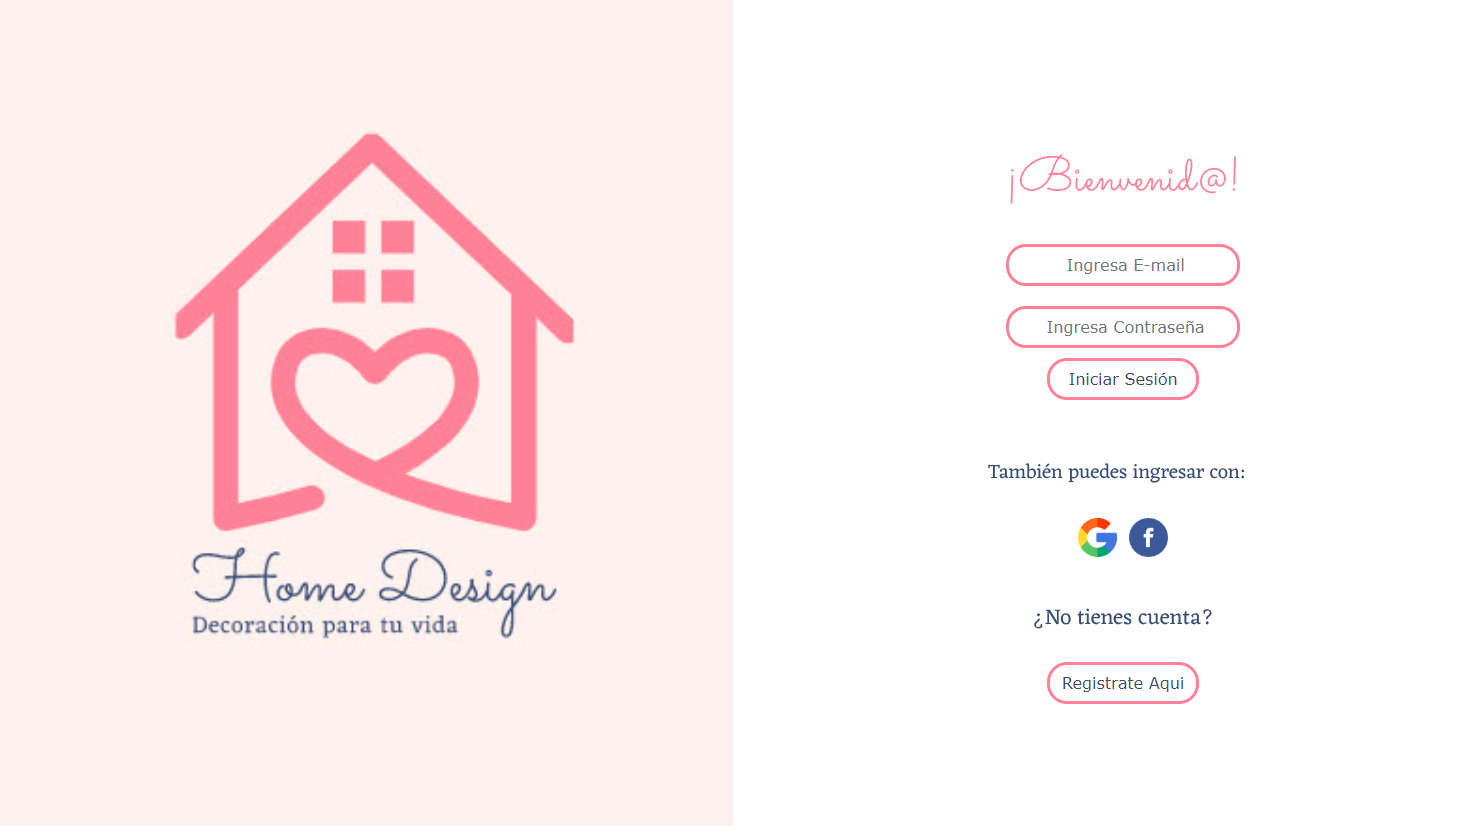 Home Design
Decoración para tu vida
¡Bienvenid@!
Ingresa E-mail
Ingresa Contraseña
Iniciar Sesión
También puedes ingresar con:
¿No tienes cuenta?
Registrate Aqui